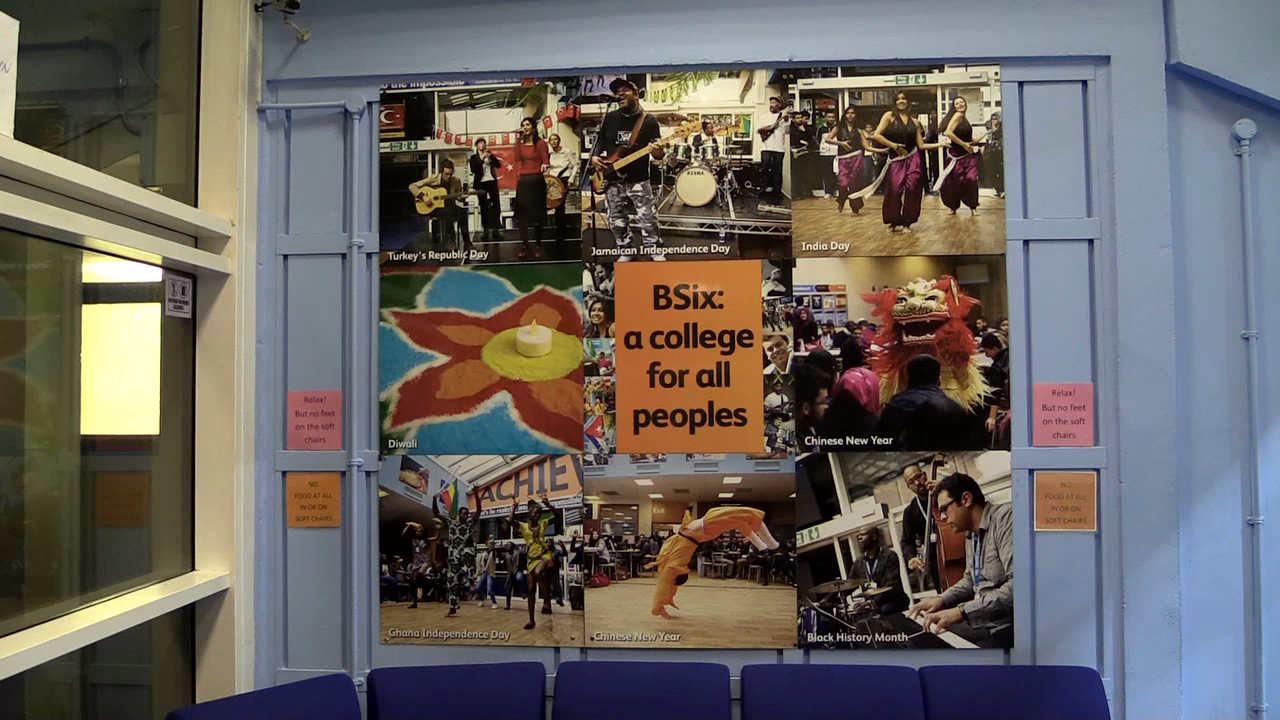 o the impossible
Turkey's Republic Day
Jamaican Independence Day
India Day
TAMA
BSix:
a college
for all
peoples
Diwali
Chinese New Year
Relax!
But no feet
on the soft
chairs
Relax!
But no feet
on the soft
chairs
NO
FOOD AT ALL
IN OR ON
SOFT CHAIRS
NO
FOOD AT ALL
IN OR ON
SOFT CHAIRS
ACHIE
Exit
Ghana Independence Day
Chinese New Year
Black History Month